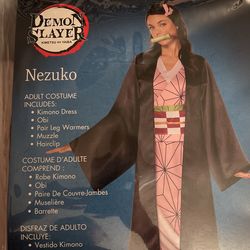 DEMON
SLAYER
KIMETSU NO YAIBA
Nezuko
ADULT COSTUME
INCLUDES:
• Kimono Dress
• Obi
• Pair Leg Warmers
• Muzzle
• Hairclip
COSTUME D'ADULTE
COMPREND :
• Robe Kimono
• Obi
• Paire De Couvre-Jambes
• Muselière
• Barrette
DISFRAZ DE ADULTO
INCLUYE:
• Vestido Kimono